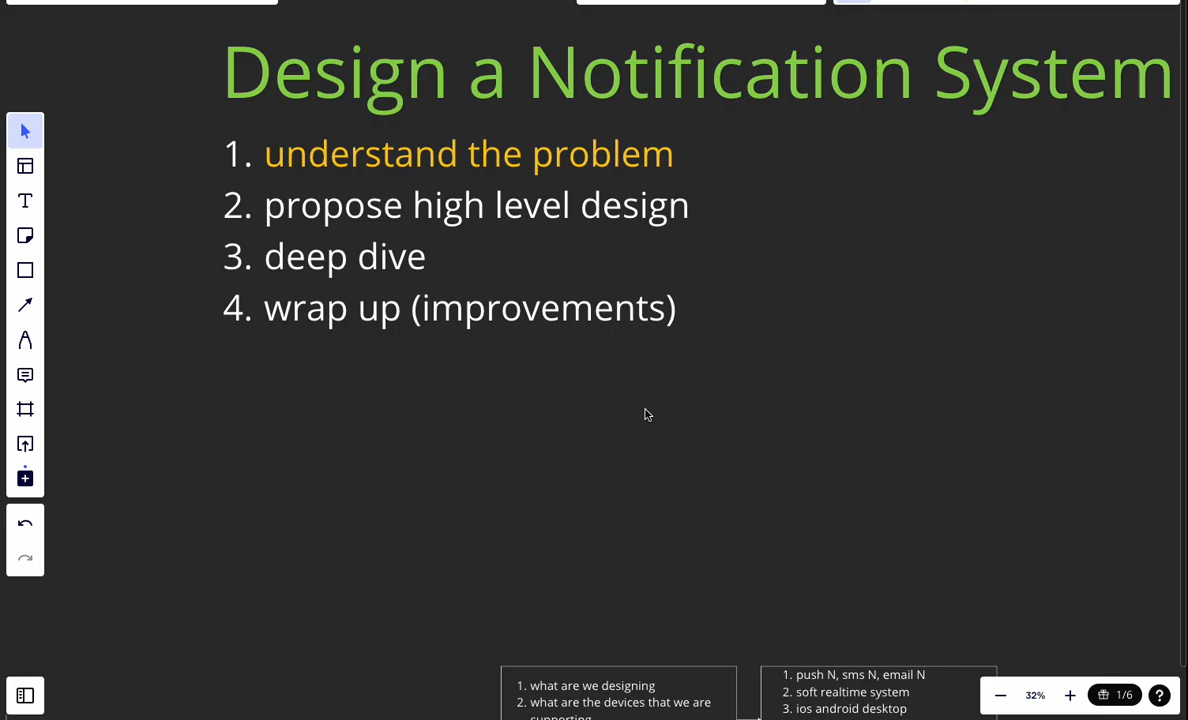 Design a Notification System
1. understand the problem
2. propose high level design
3. deep dive
4. wrap up (improvements)
1. what are we designing
2. what are the devices that we are
supporting
1. push N, sms N, email N
2. soft realtime system
3. ios android desktop
T
32%
1/6
?